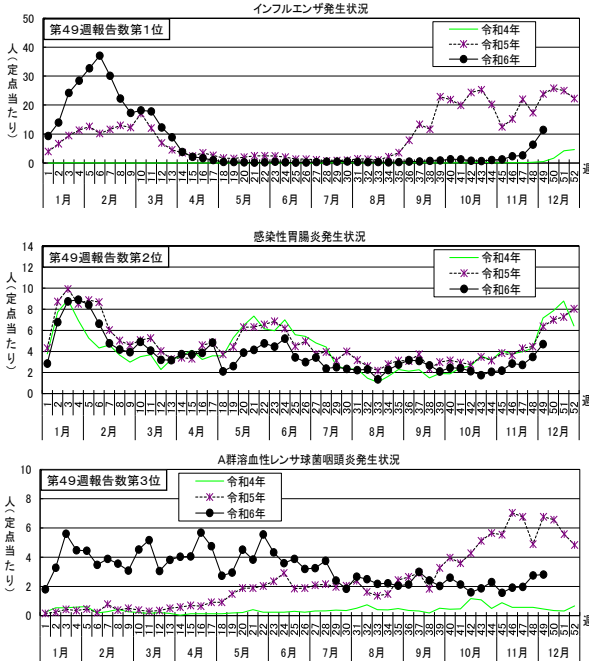 インフルエンザ発生状況
第49週報告数第1位
令和4年
令和5年
令和6年
人(定点当たり)
50
40
30
20
10
0
1 2 3 4 5 6 7 8 9 10 11 12 13 14 15 16 17 18 19 20 21 22 23 24 25 26 27 28 29 30 31 32 33 34 35 36 37 38 39 40 41 42 43 44 45 46 47 48 49 50 51 52 週
1月 2月 3月 4月 5月 6月 7月 8月 9月 10月 11月 12月
感染性胃腸炎発生状況
第49週報告数第2位
令和4年
令和5年
令和6年
人(定点当たり)
14
12
10
8
6
4
2
0
1 2 3 4 5 6 7 8 9 10 11 12 13 14 15 16 17 18 19 20 21 22 23 24 25 26 27 28 29 30 31 32 33 34 35 36 37 38 39 40 41 42 43 44 45 46 47 48 49 50 51 52 週
1月 2月 3月 4月 5月 6月 7月 8月 9月 10月 11月 12月
A群溶血性レンサ球菌咽頭炎発生状況
第49週報告数第3位
令和4年
令和5年
令和6年
人(定点当たり)
10
8
6
4
2
0
1 2 3 4 5 6 7 8 9 10 11 12 13 14 15 16 17 18 19 20 21 22 23 24 25 26 27 28 29 30 31 32 33 34 35 36 37 38 39 40 41 42 43 44 45 46 47 48 49 50 51 52 週
1月 2月 3月 4月 5月 6月 7月 8月 9月 10月 11月 12月